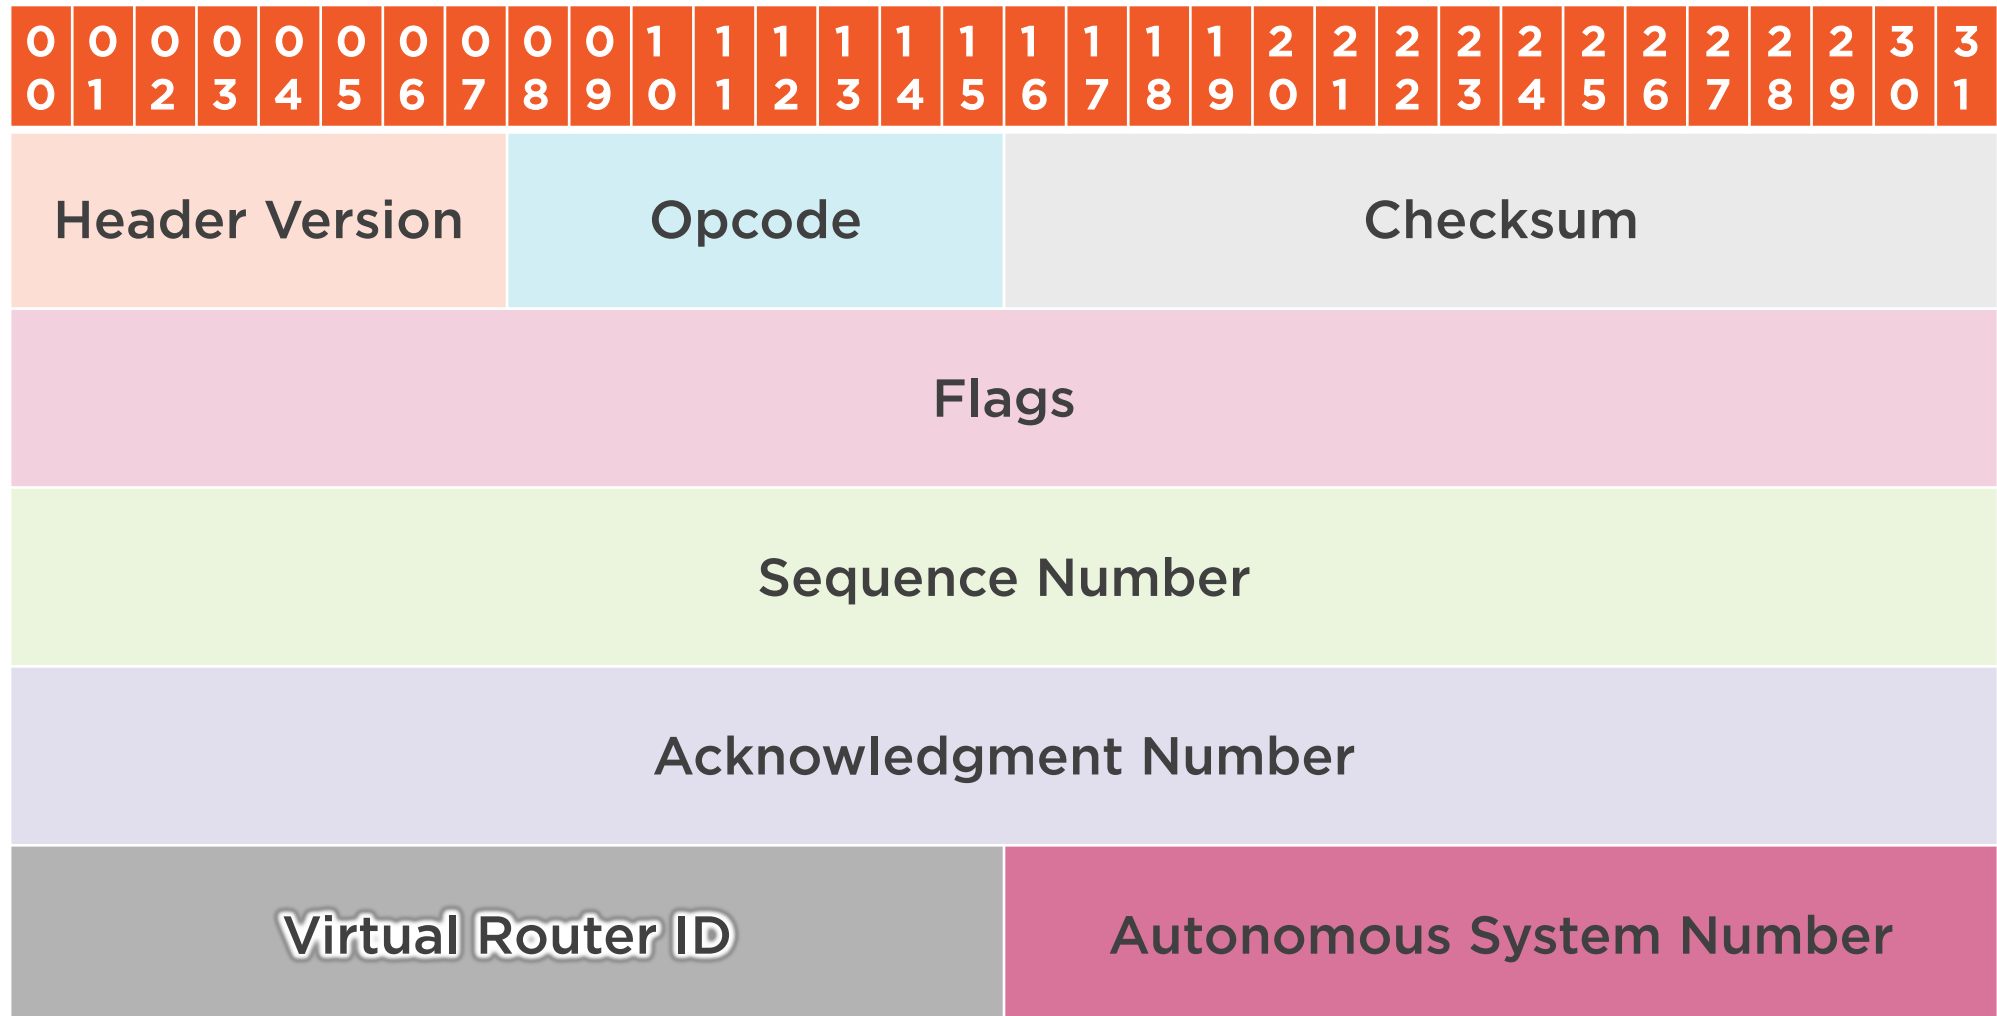 0 0 0 0 0 0 0 0 0 0 1 1 1 1 1 1 1 1 1 1 2 2 2 2 2 2 2 2 2 2 3 3
0 1 2 3 4 5 6 7 8 9 0 1 2 3 4 5 6 7 8 9 0 1 2 3 4 5 6 7 8 9 0 1
Header Version Opcode Checksum
Flags
Sequence Number
Acknowledgment Number
Virtual Router ID Autonomous System Number